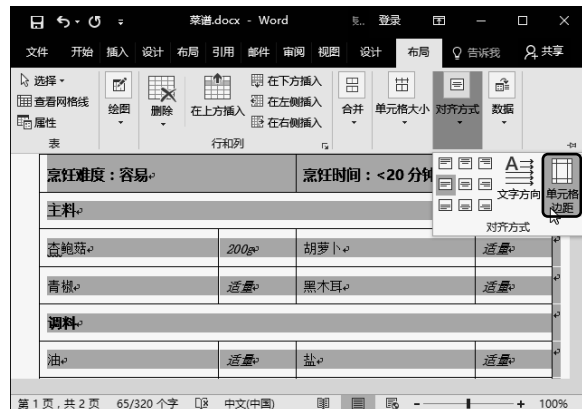 菜谱.docx - Word
登录
文件 开始 插入 设计 布局 引用 邮件 审阅 视图 设计 布局 告诉我 共享
选择
查看网格线
属性
表
绘图
删除
在上方插入
在下方插入
在左侧插入
在右侧插入
行和列
合并
单元格大小
对齐方式
数据
文字方向
单元格边距
对齐方式
烹饪难度：容易 烹饪时间：<20 分钟
主料
杏鲍菇 200g 胡萝卜 适量
青椒 适量 黑木耳 适量
调料
油 适量 盐 适量
第 1 页，共 2 页 65/320 个字 中文(中国) 100%